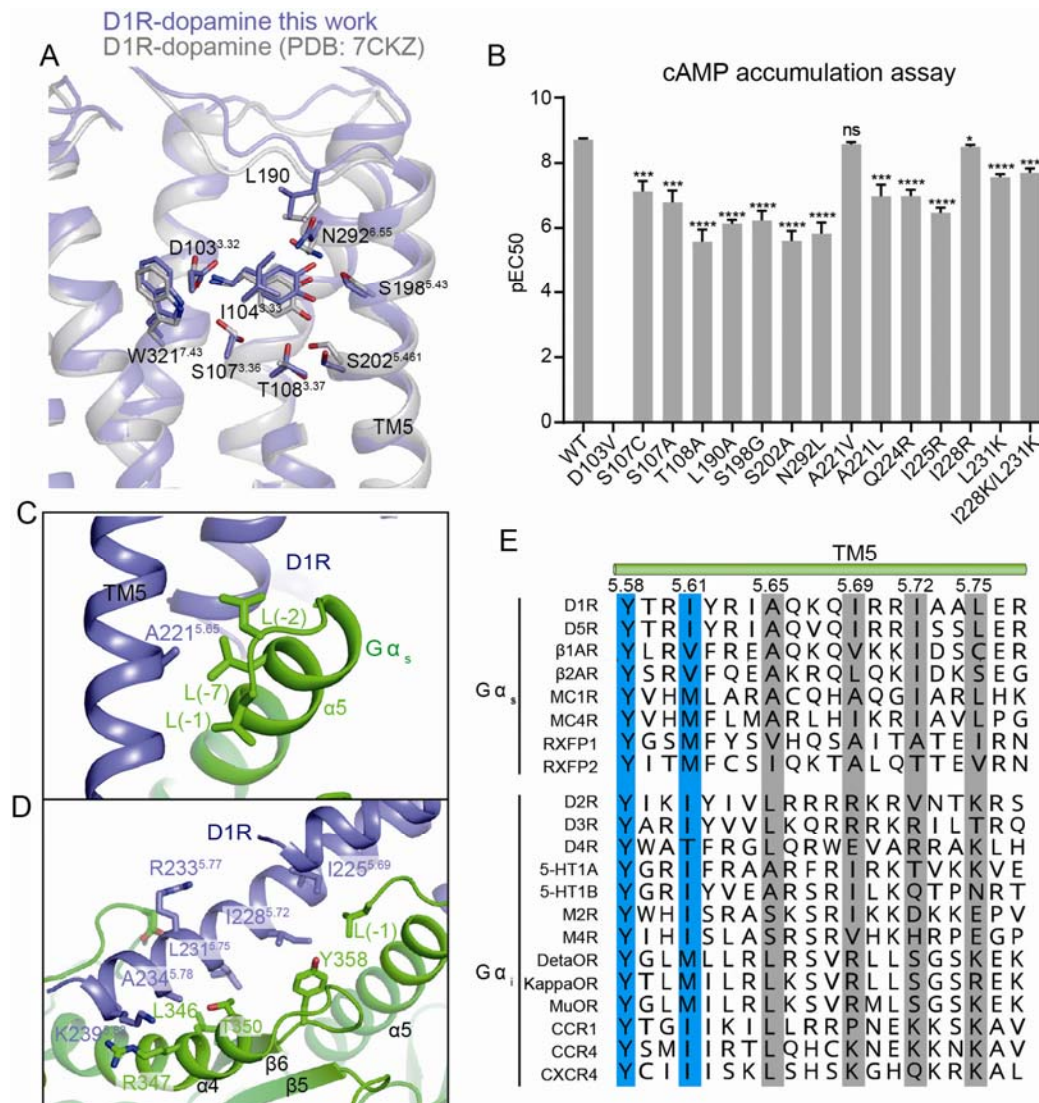 D1R-dopamine this work
D1R-dopamine (PDB: 7CKZ)
A
L190
N292 6.55
D103 3.32
S198 5.43
I104 3.33
W321 7.43
S107 3.36
S202 5.461
T108 3.37
TM5
B
cAMP accumulation assay
pEC50
10
8
6
4
2
0
***
***
****
****
****
****
****
ns
***
****
****
*
****
****
WT
D103V
S107C
S107A
T108A
L190A
S198G
S202A
N292L
A221V
A221L
Q224R
I225R
I228R
L231K
I228K/L231K
C
D1R
TM5
L(-2)
A221 5.65
Gαs
L(-7)
α5
L(-1)
D
D1R
R233 5.77
I225 5.69
I228 5.72
L(-1)
L231 5.75
Y358
A234 5.78
L346
T350
α5
K239
β6
R347
α4
β5
E
TM5
5.58 5.61 5.65 5.69 5.72 5.75
Gαs
D1R Y T R I Y R I A Q K Q I R R I A A L E R
D5R Y T R I Y R I A Q V Q I R R I S S L E R
β1AR Y L R V F R E A Q K Q V K K I D S C E R
β2AR Y S R V F Q E A K R Q L Q K I D K S E G
MC1R Y V H M L A R A C Q H A Q G I A R L H K
MC4R Y V H M F L M A R L H I K R I A V L P G
RXFP1 Y G S M F Y S V H Q S A I T A T E I R N
RXFP2 Y I T M F C S I Q K T A L Q T T E V R N
Gαi
D2R Y I K I Y I V L R R R R K R V N T K R S
D3R Y A R I Y V V L K Q R R R K R I L T R Q
D4R Y W A T F R G L Q R W E V A R R A K L H
5-HT1A Y G R I F R A A R F R I R K T V K K V E
5-HT1B Y G R I Y V E A R S R I L K Q T P N R T
M2R Y W H I S R A S K S R I K K D K K E P V
M4R Y I H I S L A S R S R V H K H R P E G P
DetaOR Y G L M L L R L R S V R L L S G S K E K
KappaOR Y T L M I L R L K S V R L L S G S R E K
MuOR Y G L M I L R L K S V R M L S G S K E K
CCR1 Y T G I I K I L L R R P N E K K S K A V
CCR4 Y S M I I R T L Q H C K N E K K N K A V
CXCR4 Y C I I I S K L S H S K G H Q K R K A L